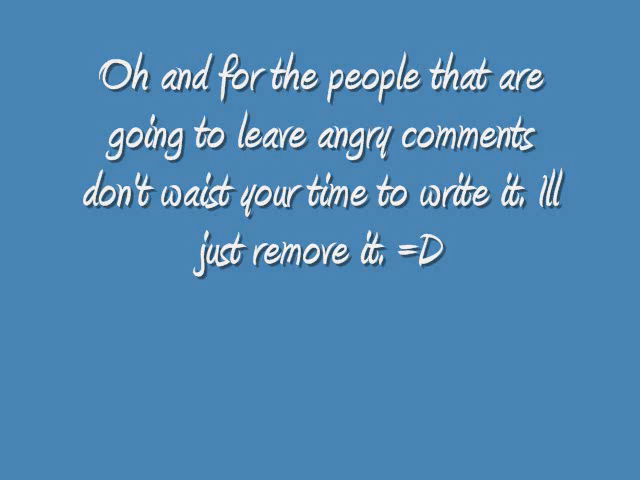 Oh and for the people that are
going to leave angry comments
don't waist your time to write it. Ill
just remove it. =D